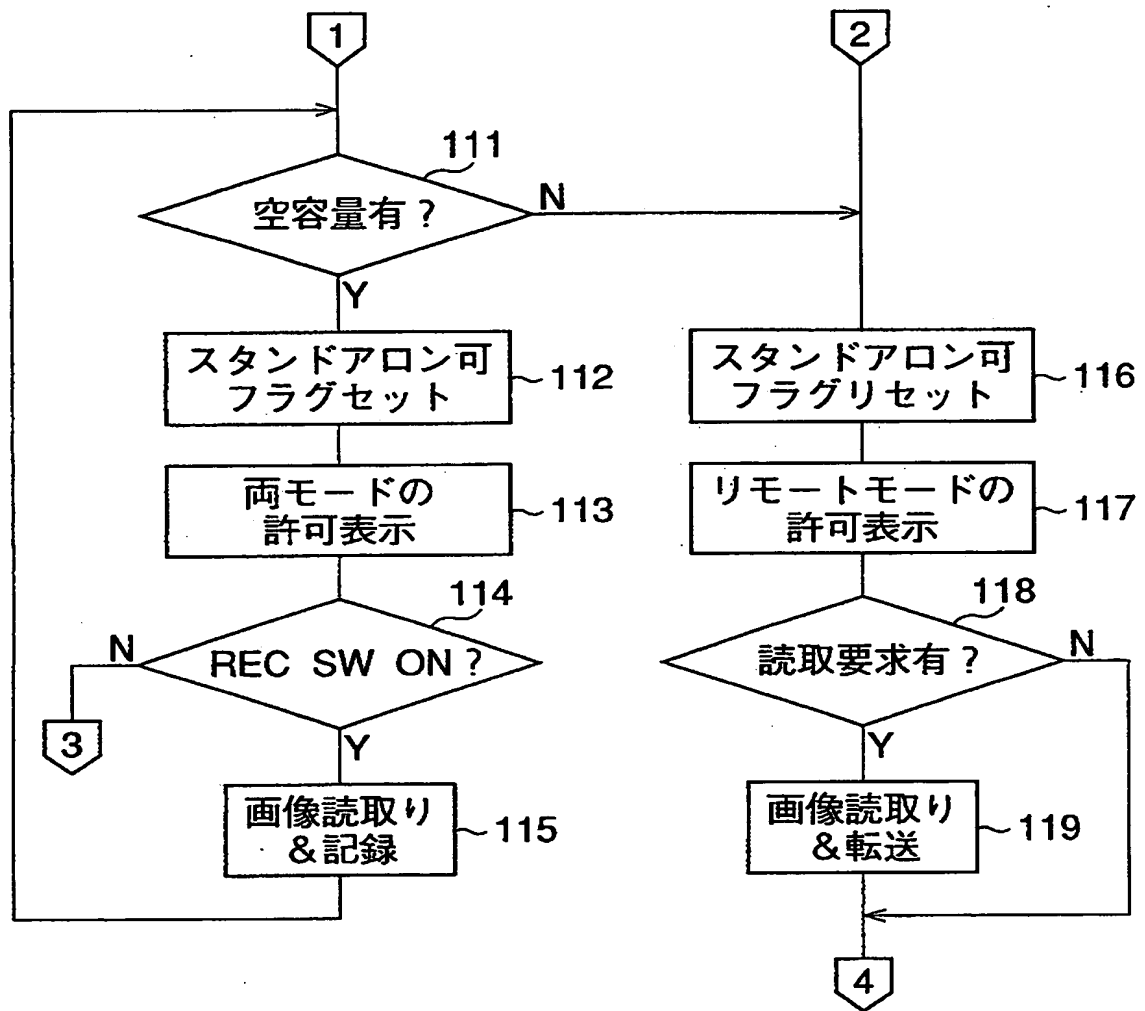 1
2
111
空容量有？
N
Y
スタンドアロン可
フラグセット
112
スタンドアロン可
フラグリセット
116
両モードの
許可表示
113
リモートモードの
許可表示
117
114
N
REC SW ON？
3
Y
118
読取要求有？
N
Y
画像読取り
＆記録
115
画像読取り
＆転送
119
4